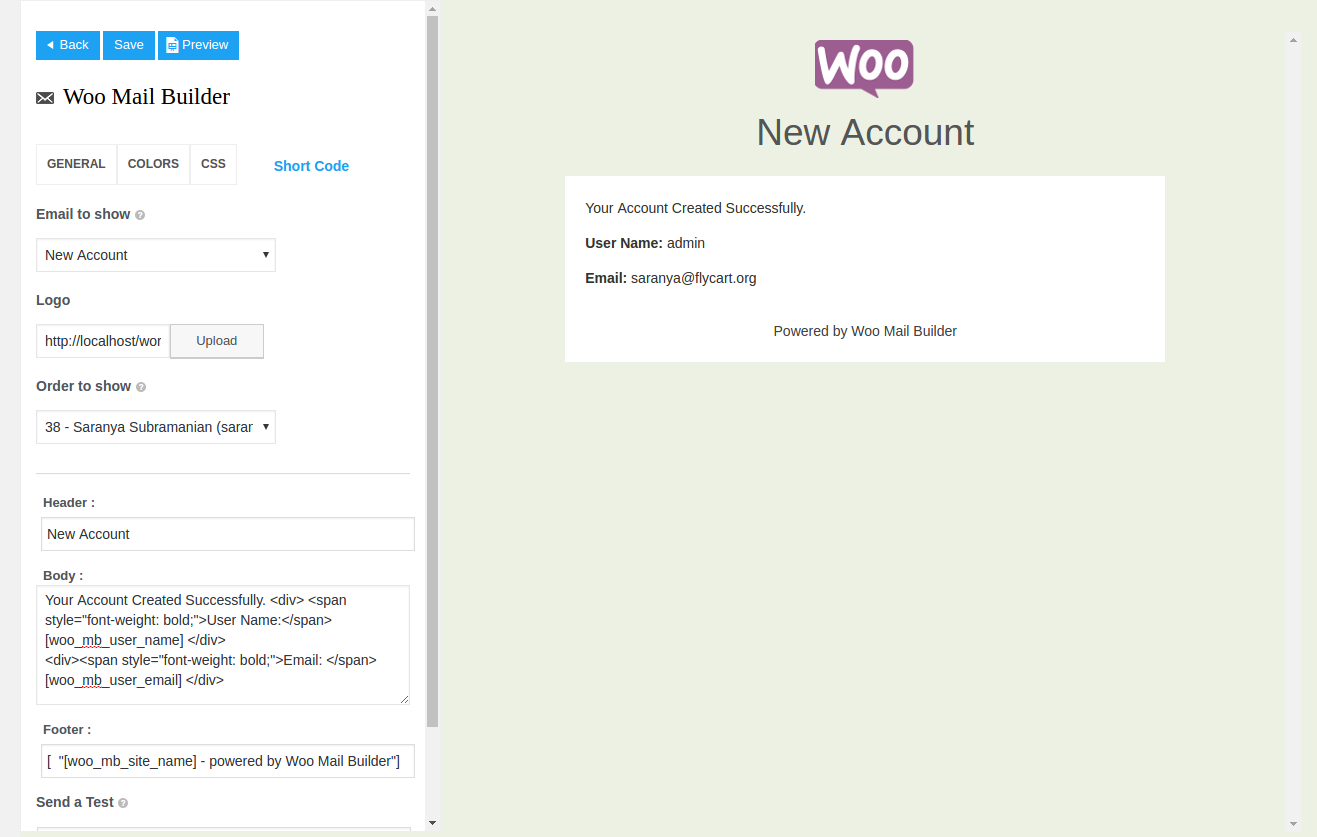 Back Save Preview
Woo Mail Builder
GENERAL COLORS CSS Short Code
Email to show
New Account
Logo
http://localhost/wor Upload
Order to show
38 - Saranya Subramanian (sarar
Header :
New Account
Body :
Your Account Created Successfully. <div> <span
style="font-weight: bold;">User Name:</span>
[woo_mb_user_name] </div>
<div><span style="font-weight: bold;">Email: </span>
[woo_mb_user_email] </div>
Footer :
[ "[woo_mb_site_name] - powered by Woo Mail Builder"]
Send a Test
WOO
New Account
Your Account Created Successfully.
User Name: admin
Email: saranya@flycart.org
Powered by Woo Mail Builder